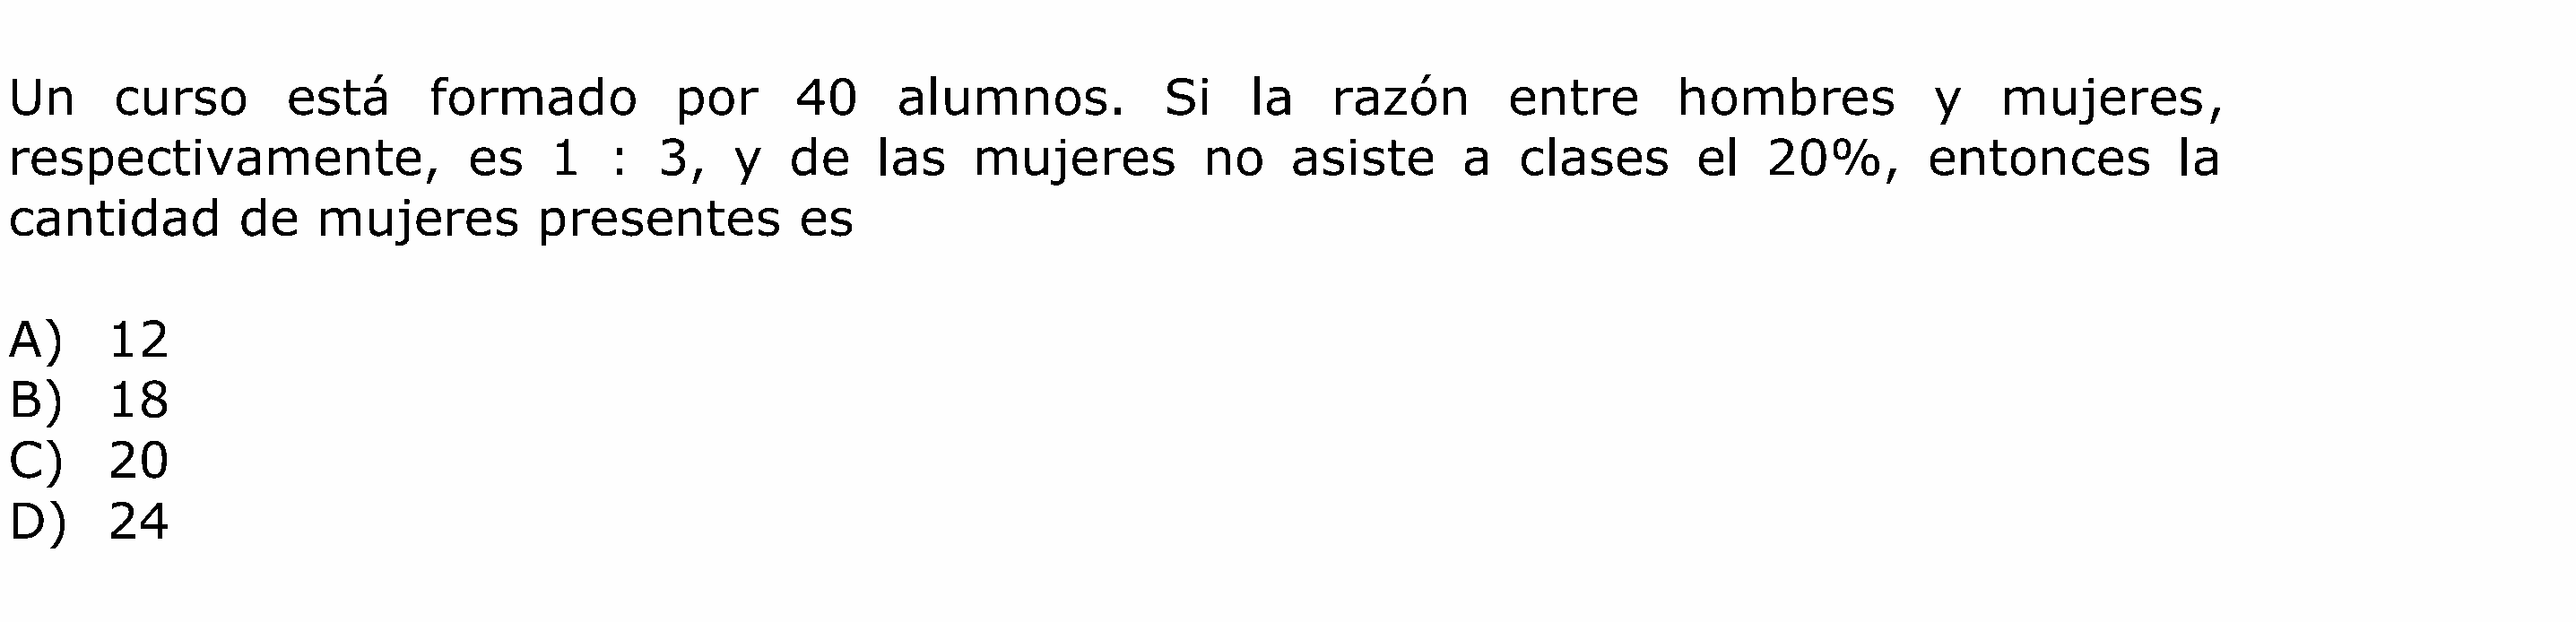 Un curso está formado por 40 alumnos. Si la razón entre hombres y mujeres,
respectivamente, es 1 : 3, y de las mujeres no asiste a clases el 20%, entonces la
cantidad de mujeres presentes es
A) 12
B) 18
C) 20
D) 24